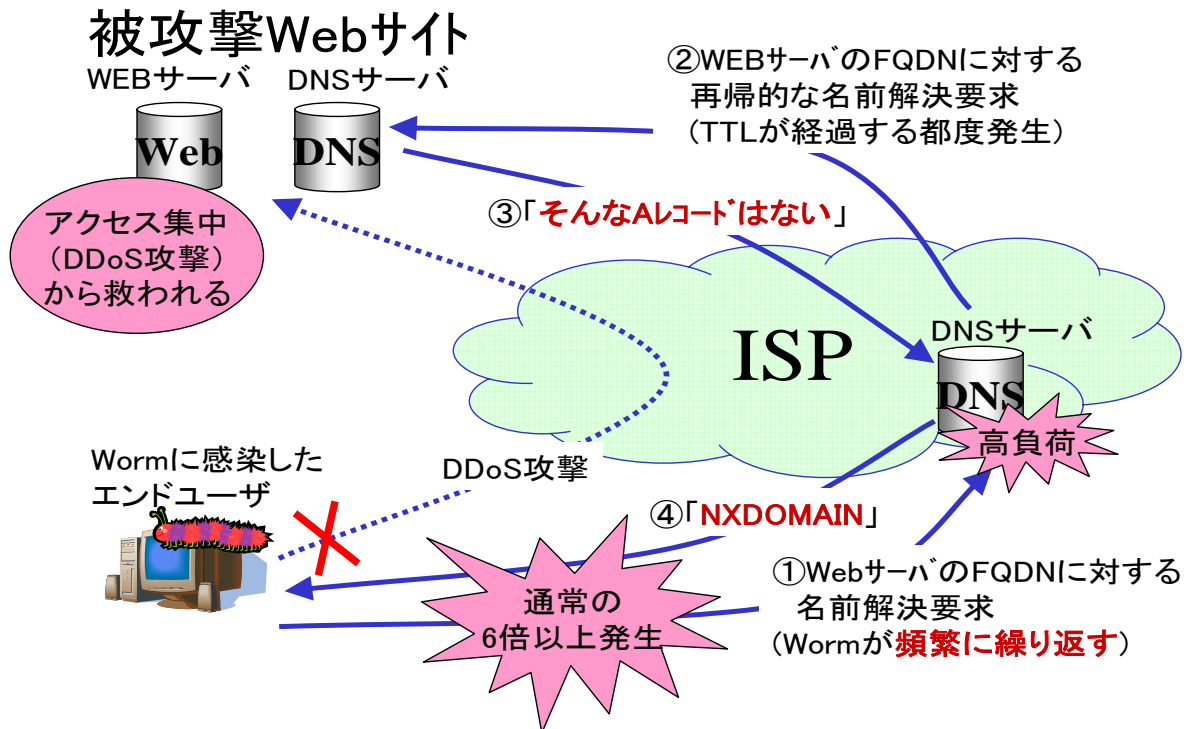 被攻撃Webサイト
WEBサーバ
DNSサーバ
Web
DNS
アクセス集中
(DDoS攻撃)
から救われる
②WEBｻｰﾊﾞのFQDNに対する
再帰的な名前解決要求
(TTLが経過する都度発生)
③｢そんなAﾚｺｰﾄﾞはない｣
ISP
DNSサーバ
DNS
高負荷
Wormに感染した
エンドユーザ
DDoS攻撃
④｢NXDOMAIN｣
通常の
6倍以上発生
①Webｻｰﾊﾞのfqdnに対する
名前解決要求
(Wormが頻繁に繰り返す)